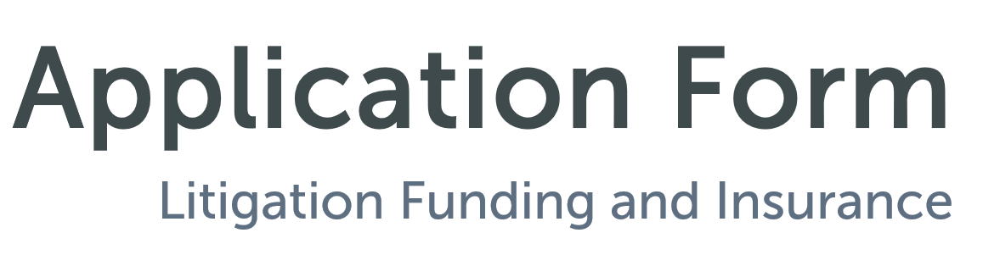 Application Form
Litigation Funding and Insurance